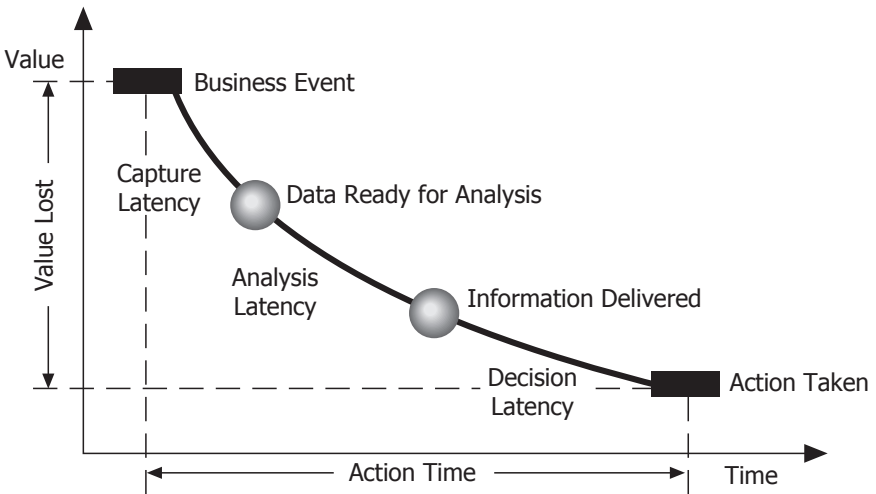 Value
Business Event
Capture
Latency
Data Ready for Analysis
Value Lost
Analysis
Latency
Information Delivered
Decision
Latency
Action Taken
Action Time
Time